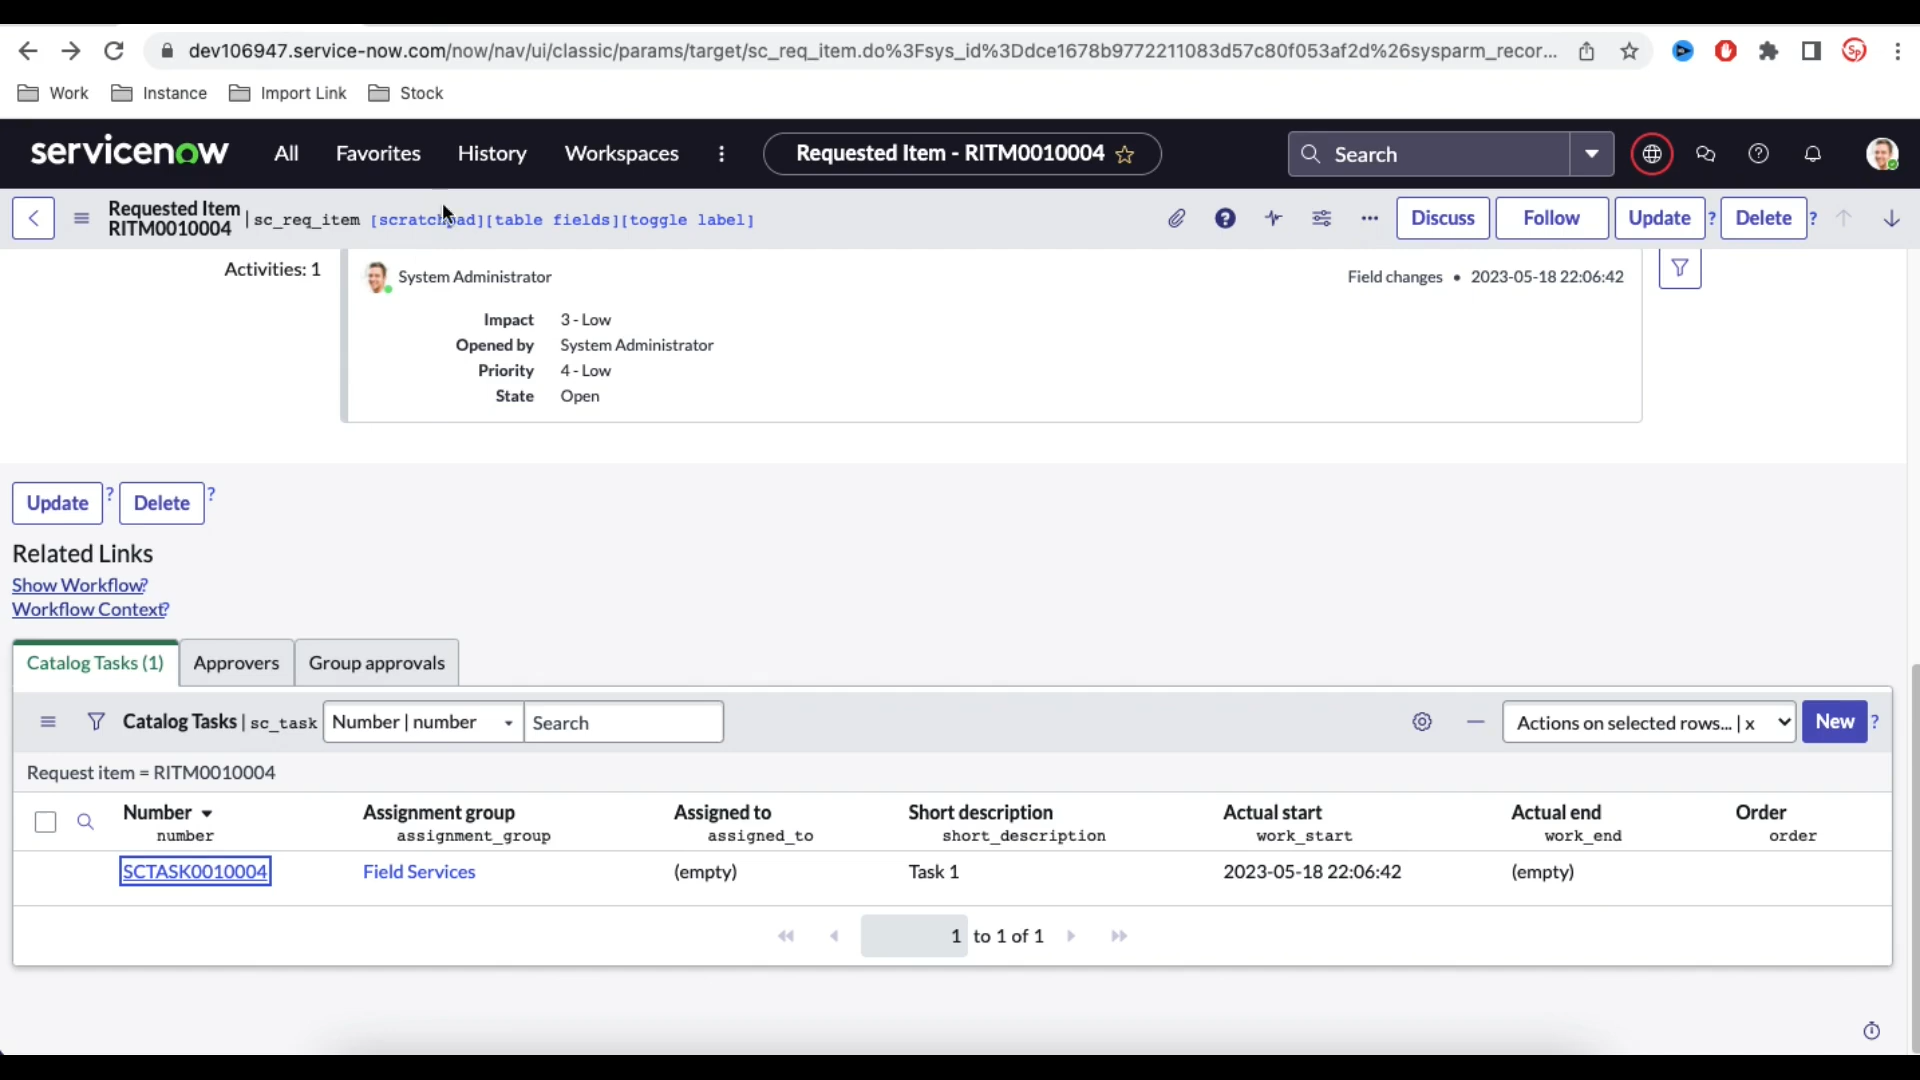 dev106947.service-now.com/now/nav/ui/classic/params/target/sc_req_item.do%3Fsys_id%3Ddce1678b9772211083d57c80f053af2d%26sysparm_recor...
Sp
Work Instance Import Link Stock
servicenow All Favorites History Workspaces Requested Item - RITM0010004 Search
Requested Item
RITM0010004 | sc_req_item [scratchpad][table fields][toggle label] Discuss Follow Update ? Delete ?
Activities: 1 System Administrator Field changes • 2023-05-18 22:06:42
Impact 3 - Low
Opened by System Administrator
Priority 4 - Low
State Open
Update ? Delete ?
Related Links
Show Workflow?
Workflow Context?
Catalog Tasks (1) Approvers Group approvals
Catalog Tasks | sc_task Number | number Search Actions on selected rows... | x New ?
Request item = RITM0010004
Number Assignment group Assigned to Short description Actual start Actual end Order
number assignment_group assigned_to short_description work_start work_end order
SCTASK0010004 Field Services (empty) Task 1 2023-05-18 22:06:42 (empty)
1 to 1 of 1